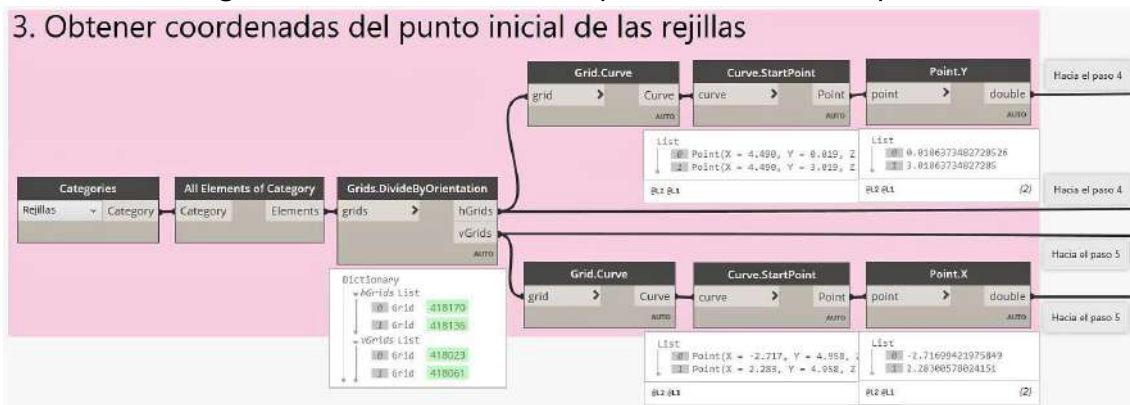 3. Obtener coordenadas del punto inicial de las rejillas
Grid.Curve
grid > Curve
AUTO
Curve.StartPoint
curve > Point
AUTO
Point.Y
point > double
AUTO
Hacia el paso 4
List
0 Point(X = 4.490, Y = 0.019, Z
1 Point(X = 4.490, Y = 3.019, Z
@L2 @L1
List
0 0.0186373482720526
1 3.01863734827205
@L2 @L1 {2}
Categories
Rejillas Category
All Elements of Category
Category Elements
Grids.DivideByOrientation
grids > hGrids
vGrids
AUTO
Hacia el paso 4
Hacia el paso 5
Dictionary
hGrids List
0 Grid 418170
1 Grid 418136
vGrids List
0 Grid 418023
1 Grid 418061
Grid.Curve
grid > Curve
AUTO
Curve.StartPoint
curve > Point
AUTO
Point.X
point > double
AUTO
Hacia el paso 5
List
0 Point(X = -2.717, Y = 4.958, Z
1 Point(X = 2.283, Y = 4.958, Z
@L2 @L1
List
0 -2.71699421975849
1 2.28300578024151
@L2 @L1 {2}